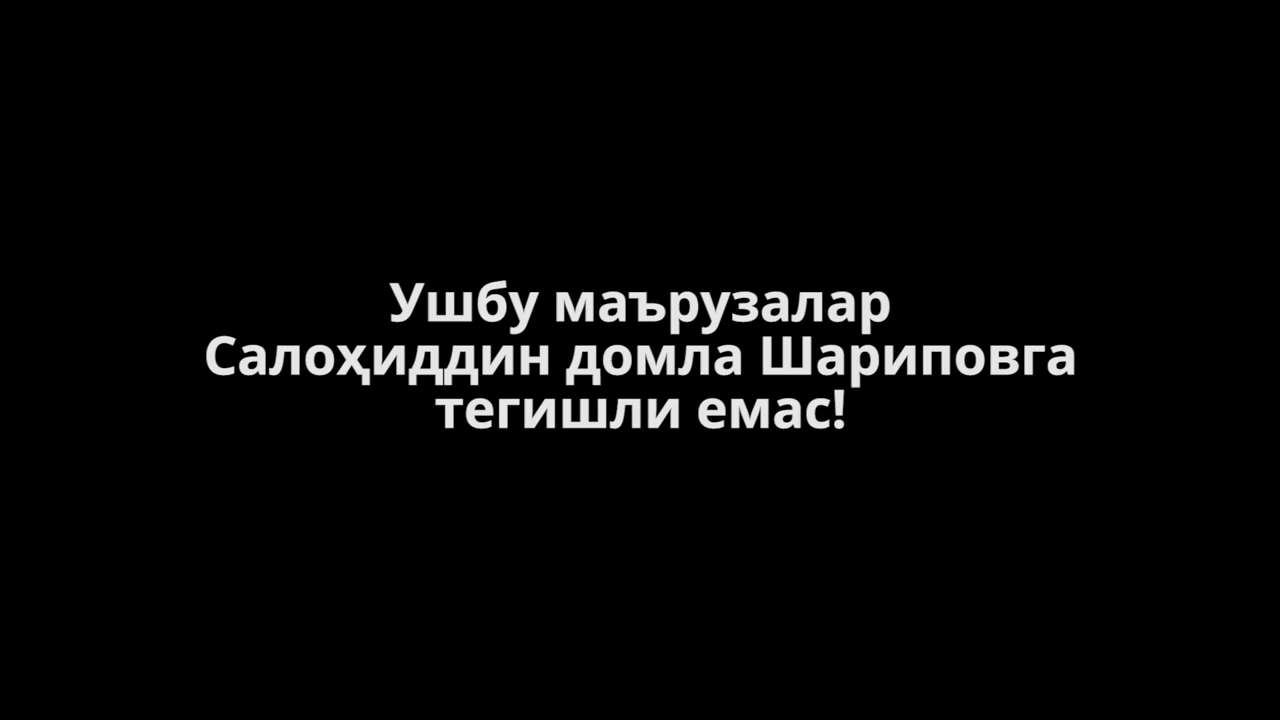 Ушбу маърузалар
Салоҳиддин домла Шариповга
тегишли емас!